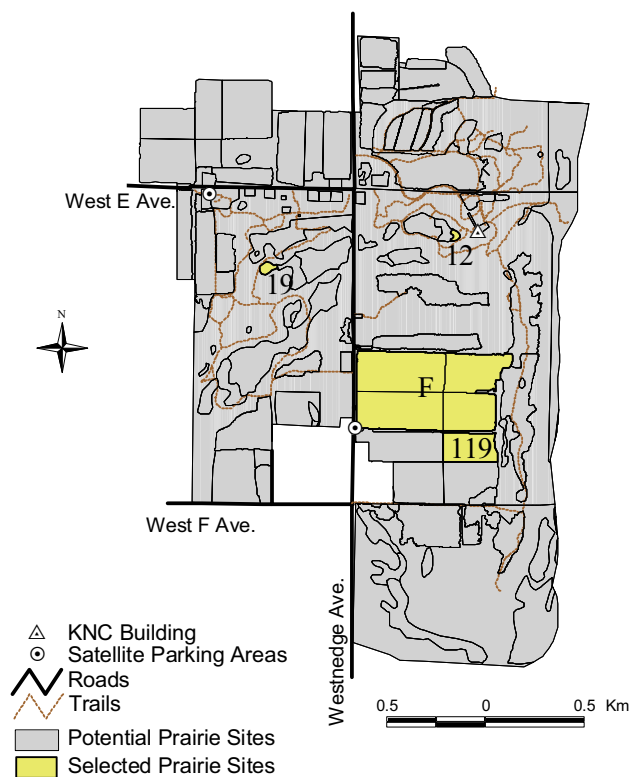 West E Ave.
12
19
N
F
119
West F Ave.
Westnedge Ave.
KNC Building
Satellite Parking Areas
Roads
Trails
Potential Prairie Sites
Selected Prairie Sites
0.5 0 0.5 Km